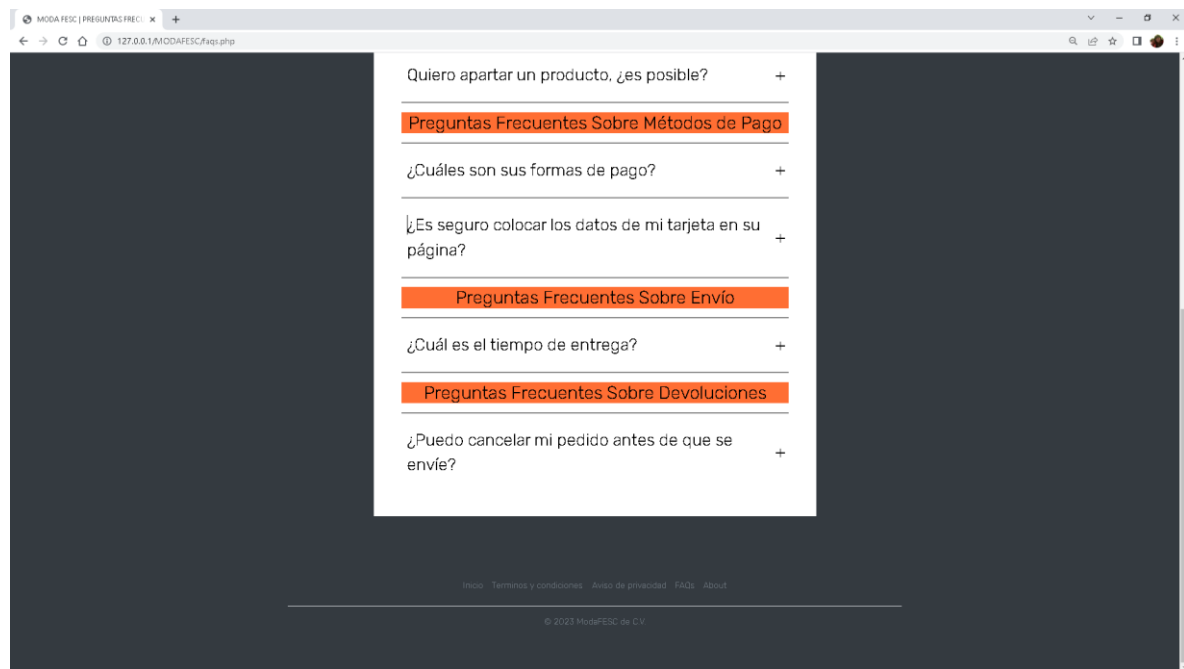 MODA FESC | PREGUNTAS FREC
127.0.0.1/MODAFESC/faqs.php
Quiero apartar un producto, ¿es posible? +
Preguntas Frecuentes Sobre Métodos de Pago
¿Cuáles son sus formas de pago? +
¿Es seguro colocar los datos de mi tarjeta en su
página? +
Preguntas Frecuentes Sobre Envío
¿Cuál es el tiempo de entrega? +
Preguntas Frecuentes Sobre Devoluciones
¿Puedo cancelar mi pedido antes de que se
envíe? +
Inicio Terminos y condiciones Aviso de privacidad FAQs About
© 2023 ModaFESC de C.V.